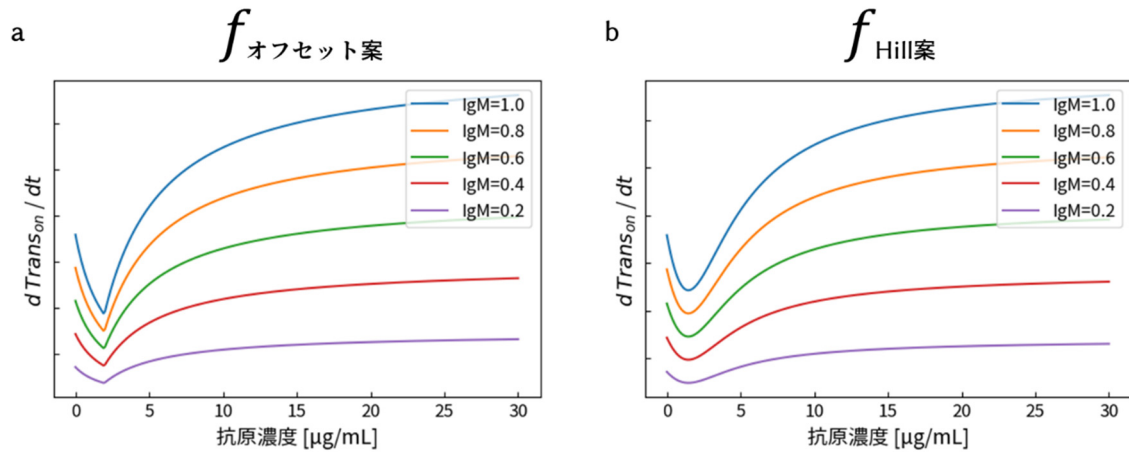 a
f オフセット案
IgM=1.0
IgM=0.8
IgM=0.6
IgM=0.4
IgM=0.2
d Trans_on / dt
0 5 10 15 20 25 30
抗原濃度 [μg/mL]
b
f Hill案
IgM=1.0
IgM=0.8
IgM=0.6
IgM=0.4
IgM=0.2
d Trans_on / dt
0 5 10 15 20 25 30
抗原濃度 [μg/mL]